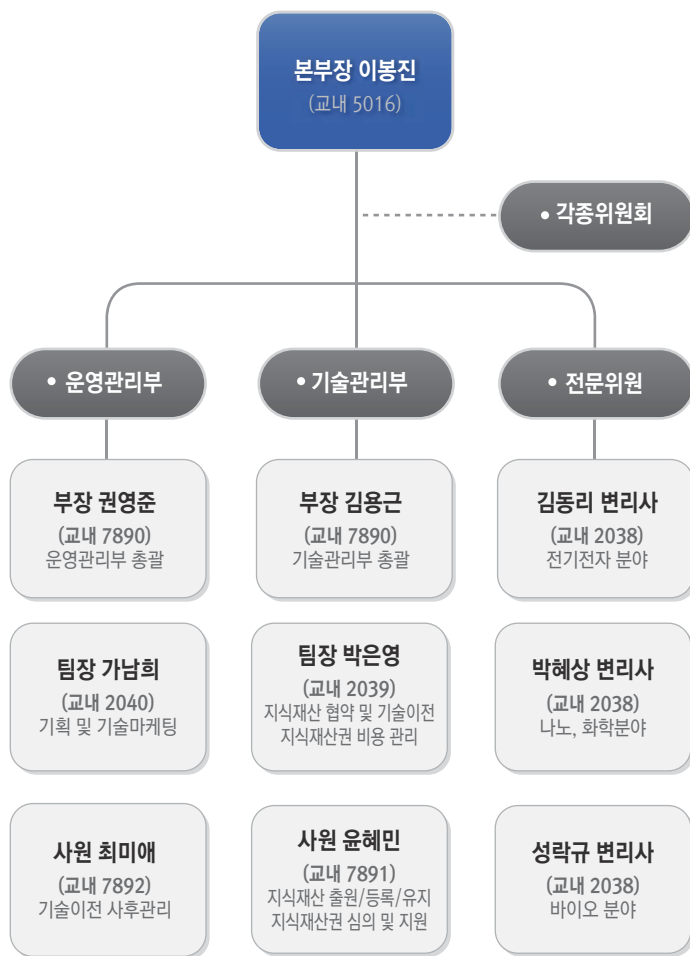 본부장 이봉진
(교내 5016)
• 각종위원회
• 운영관리부
부장 권영준
(교내 7890)
운영관리부 총괄
팀장 가남희
(교내 2040)
기획 및 기술마케팅
사원 최미애
(교내 7892)
기술이전 사후관리
• 기술관리부
부장 김용근
(교내 7890)
기술관리부 총괄
팀장 박은영
(교내 2039)
지식재산 협약 및 기술이전
지식재산권 비용 관리
사원 윤혜민
(교내 7891)
지식재산 출원/등록/유지
지식재산권 심의 및 지원
• 전문위원
김동리 변리사
(교내 2038)
전기전자 분야
박혜상 변리사
(교내 2038)
나노, 화학분야
성락규 변리사
(교내 2038)
바이오 분야